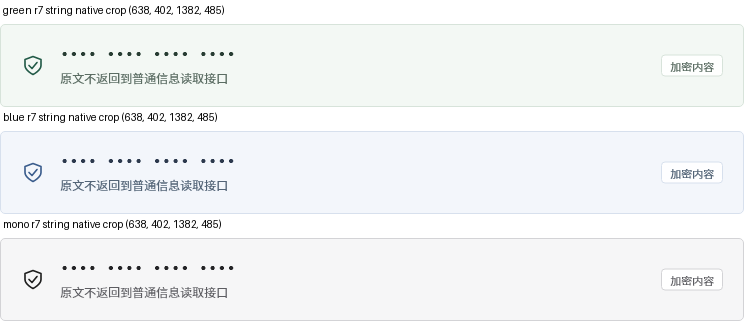 green r7 string native crop (638, 402, 1382, 485)
•••• •••• •••• ••••
原文不返回到普通信息读取接口
加密内容
blue r7 string native crop (638, 402, 1382, 485)
•••• •••• •••• ••••
原文不返回到普通信息读取接口
加密内容
mono r7 string native crop (638, 402, 1382, 485)
•••• •••• •••• ••••
原文不返回到普通信息读取接口
加密内容